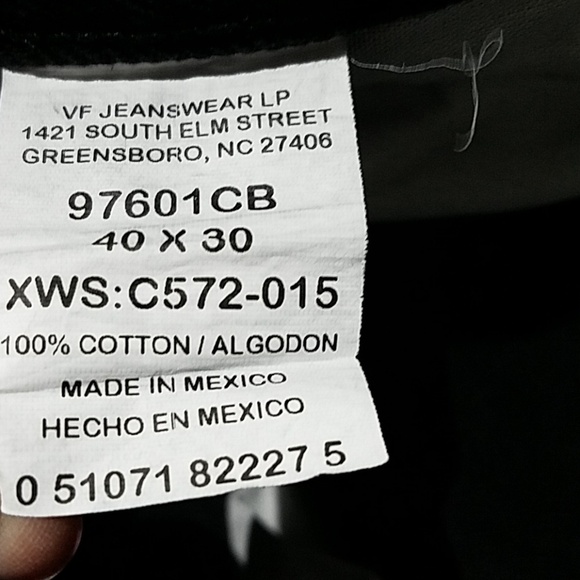 VF JEANSWEAR LP
1421 SOUTH ELM STREET
GREENSBORO, NC 27406
97601CB
40 X 30
XWS:C572-015
100% COTTON / ALGODON
MADE IN MEXICO
HECHO EN MEXICO
0 51071 82227 5